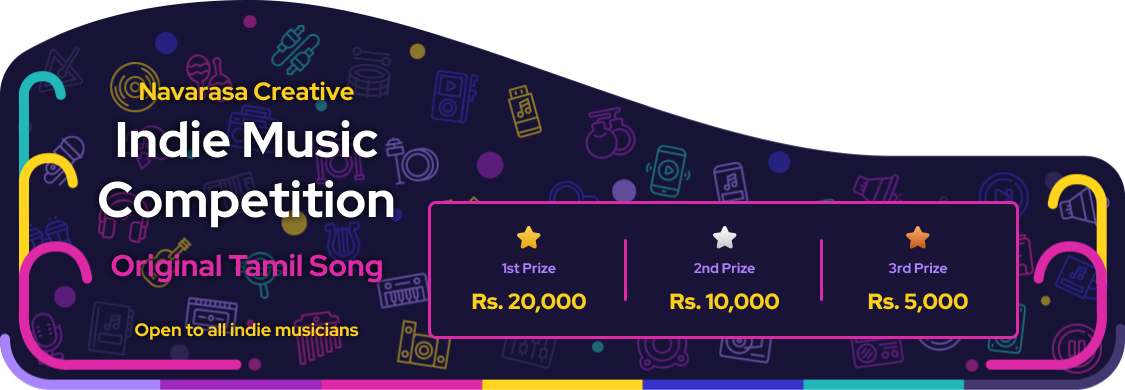 Navarasa Creative
Indie Music
Competition
Original Tamil Song
Open to all indie musicians
1st Prize
Rs. 20,000
2nd Prize
Rs. 10,000
3rd Prize
Rs. 5,000